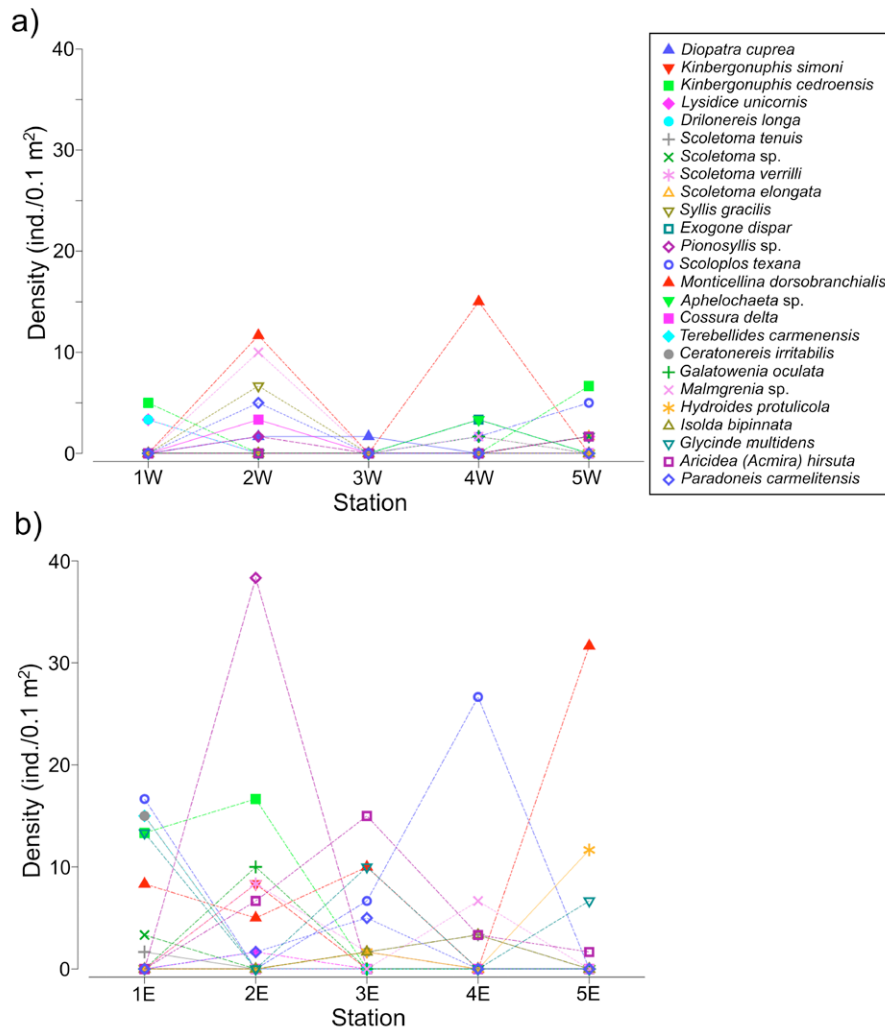 a)
40
30
20
10
0
Density (ind./0.1 m²)
1W 2W 3W 4W 5W
Station
Diopatra cuprea
Kinbergonuphis simoni
Kinbergonuphis cedroensis
Lysidice unicornis
Drilonereis longa
Scoletoma tenuis
Scoletoma sp.
Scoletoma verrilli
Scoletoma elongata
Syllis gracilis
Exogone dispar
Pionosyllis sp.
Scoloplos texana
Monticellina dorsobranchialis
Aphelochaeta sp.
Cossura delta
Terebellides carmenensis
Ceratonereis irritabilis
Galatowenia oculata
Malmgrenia sp.
Hydroides protulicola
Isolda bipinnata
Glycinde multidens
Aricidea (Acmira) hirsuta
Paradoneis carmelitensis
b)
40
30
20
10
0
Density (ind./0.1 m²)
1E 2E 3E 4E 5E
Station